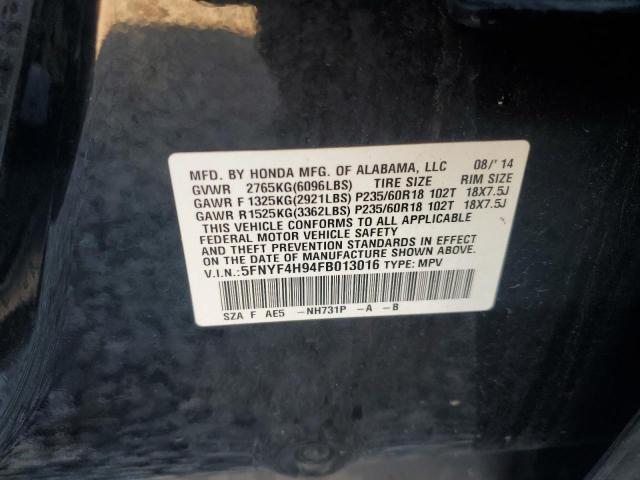 MFD. BY HONDA MFG. OF ALABAMA, LLC 08/'14
GVWR 2765KG(6096LBS) TIRE SIZE RIM SIZE
GAWR F 1325KG(2921LBS) P235/60R18 102T 18X7.5J
GAWR R 1525KG(3362LBS) P235/60R18 102T 18X7.5J
THIS VEHICLE CONFORMS TO ALL APPLICABLE
FEDERAL MOTOR VEHICLE SAFETY
AND THEFT PREVENTION STANDARDS IN EFFECT
ON THE DATE OF MANUFACTURE SHOWN ABOVE.
V.I.N.:5FNYF4H94FB013016 TYPE: MPV
SZA F AE5 -NH731P -A -B